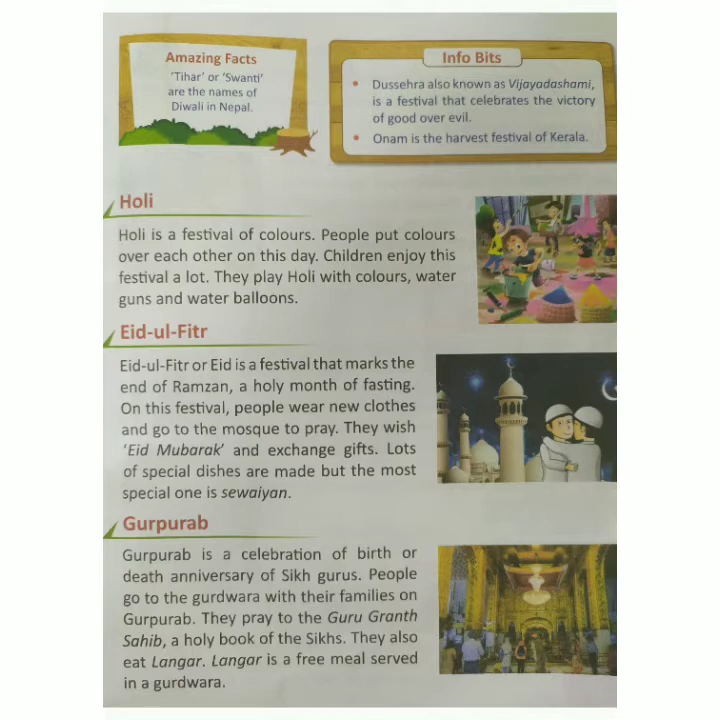 Amazing Facts
'Tihar' or 'Swanti'
are the names of
Diwali in Nepal.
Info Bits
• Dussehra also known as Vijayadashami,
is a festival that celebrates the victory
of good over evil.
• Onam is the harvest festival of Kerala.
Holi
Holi is a festival of colours. People put colours
over each other on this day. Children enjoy this
festival a lot. They play Holi with colours, water
guns and water balloons.
Eid-ul-Fitr
Eid-ul-Fitr or Eid is a festival that marks the
end of Ramzan, a holy month of fasting.
On this festival, people wear new clothes
and go to the mosque to pray. They wish
'Eid Mubarak' and exchange gifts. Lots
of special dishes are made but the most
special one is sewaiyan.
Gurpurab
Gurpurab is a celebration of birth or
death anniversary of Sikh gurus. People
go to the gurdwara with their families on
Gurpurab. They pray to the Guru Granth
Sahib, a holy book of the Sikhs. They also
eat Langar. Langar is a free meal served
in a gurdwara.